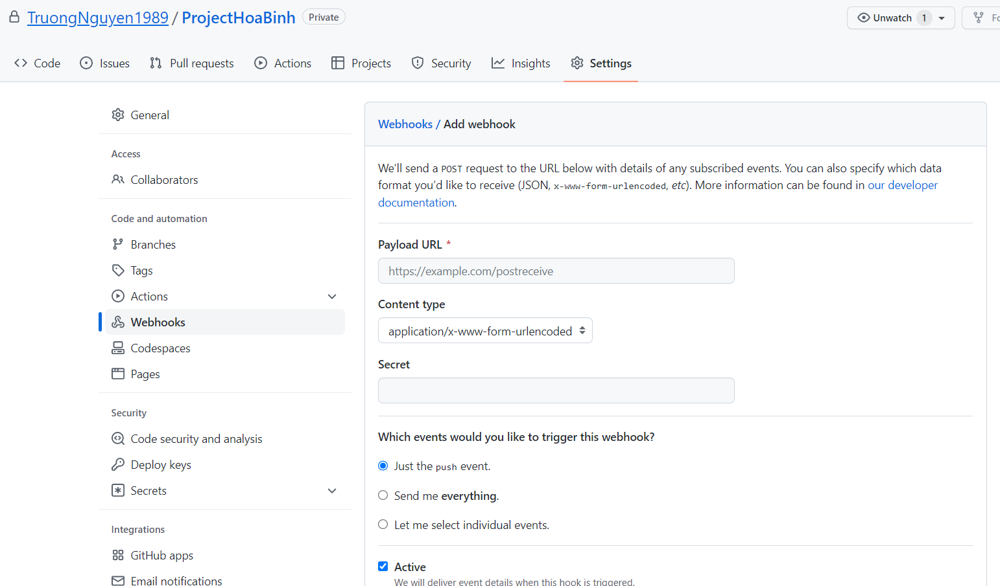 TruongNguyen1989 / ProjectHoaBinh Private
Unwatch 1
Code Issues Pull requests Actions Projects Security Insights Settings
General
Access
Collaborators
Code and automation
Branches
Tags
Actions
Webhooks
Codespaces
Pages
Security
Code security and analysis
Deploy keys
Secrets
Integrations
GitHub apps
Email notifications
Webhooks / Add webhook
We’ll send a POST request to the URL below with details of any subscribed events. You can also specify which data
format you’d like to receive (JSON, x-www-form-urlencoded, etc). More information can be found in our developer
documentation.
Payload URL *
https://example.com/postreceive
Content type
application/x-www-form-urlencoded
Secret
Which events would you like to trigger this webhook?
Just the push event.
Send me everything.
Let me select individual events.
Active
We will deliver event details when this hook is triggered.